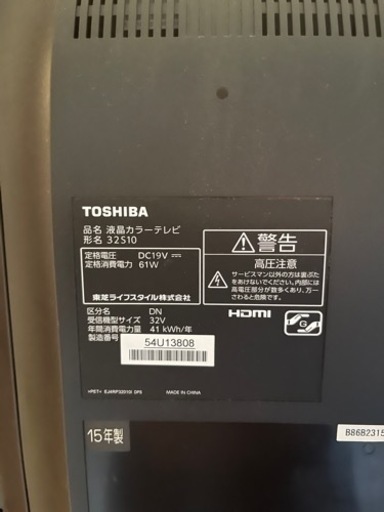 TOSHIBA
品名 液晶カラーテレビ
形名 32S10
定格電圧 DC19V
定格消費電力 61W
東芝ライフスタイル株式会社
区分名 DN
受信機型サイズ 32V
年間消費電力量 41 kWh/年
製造番号
54U13808
MADE IN CHINA
警告
高圧注意
サービスマン以外の方は裏ぶた
をあけないでください。内部には
高電圧部分が数多くあり、万一
さわると危険です。
HDMI
G
15年製
B86B2315